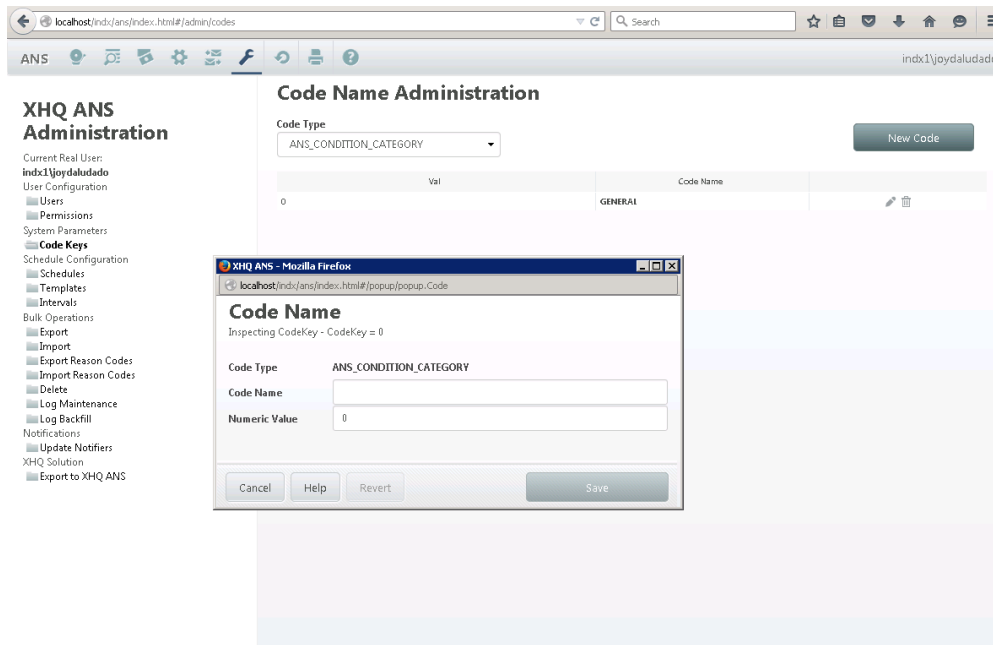 localhost/indx/ans/index.html#/admin/codes
Search
ANS
indx1\joydaludado
XHQ ANS
Administration
Current Real User:
indx1\joydaludado
User Configuration
Users
Permissions
System Parameters
Code Keys
Schedule Configuration
Schedules
Templates
Intervals
Bulk Operations
Export
Import
Export Reason Codes
Import Reason Codes
Delete
Log Maintenance
Log Backfill
Notifications
Update Notifiers
XHQ Solution
Export to XHQ ANS
Code Name Administration
Code Type
ANS_CONDITION_CATEGORY
New Code
Val Code Name
0 GENERAL
XHQ ANS - Mozilla Firefox
localhost/indx/ans/index.html#/popup/popup.Code
Code Name
Inspecting CodeKey - CodeKey = 0
Code Type ANS_CONDITION_CATEGORY
Code Name
Numeric Value 0
Cancel Help Revert Save